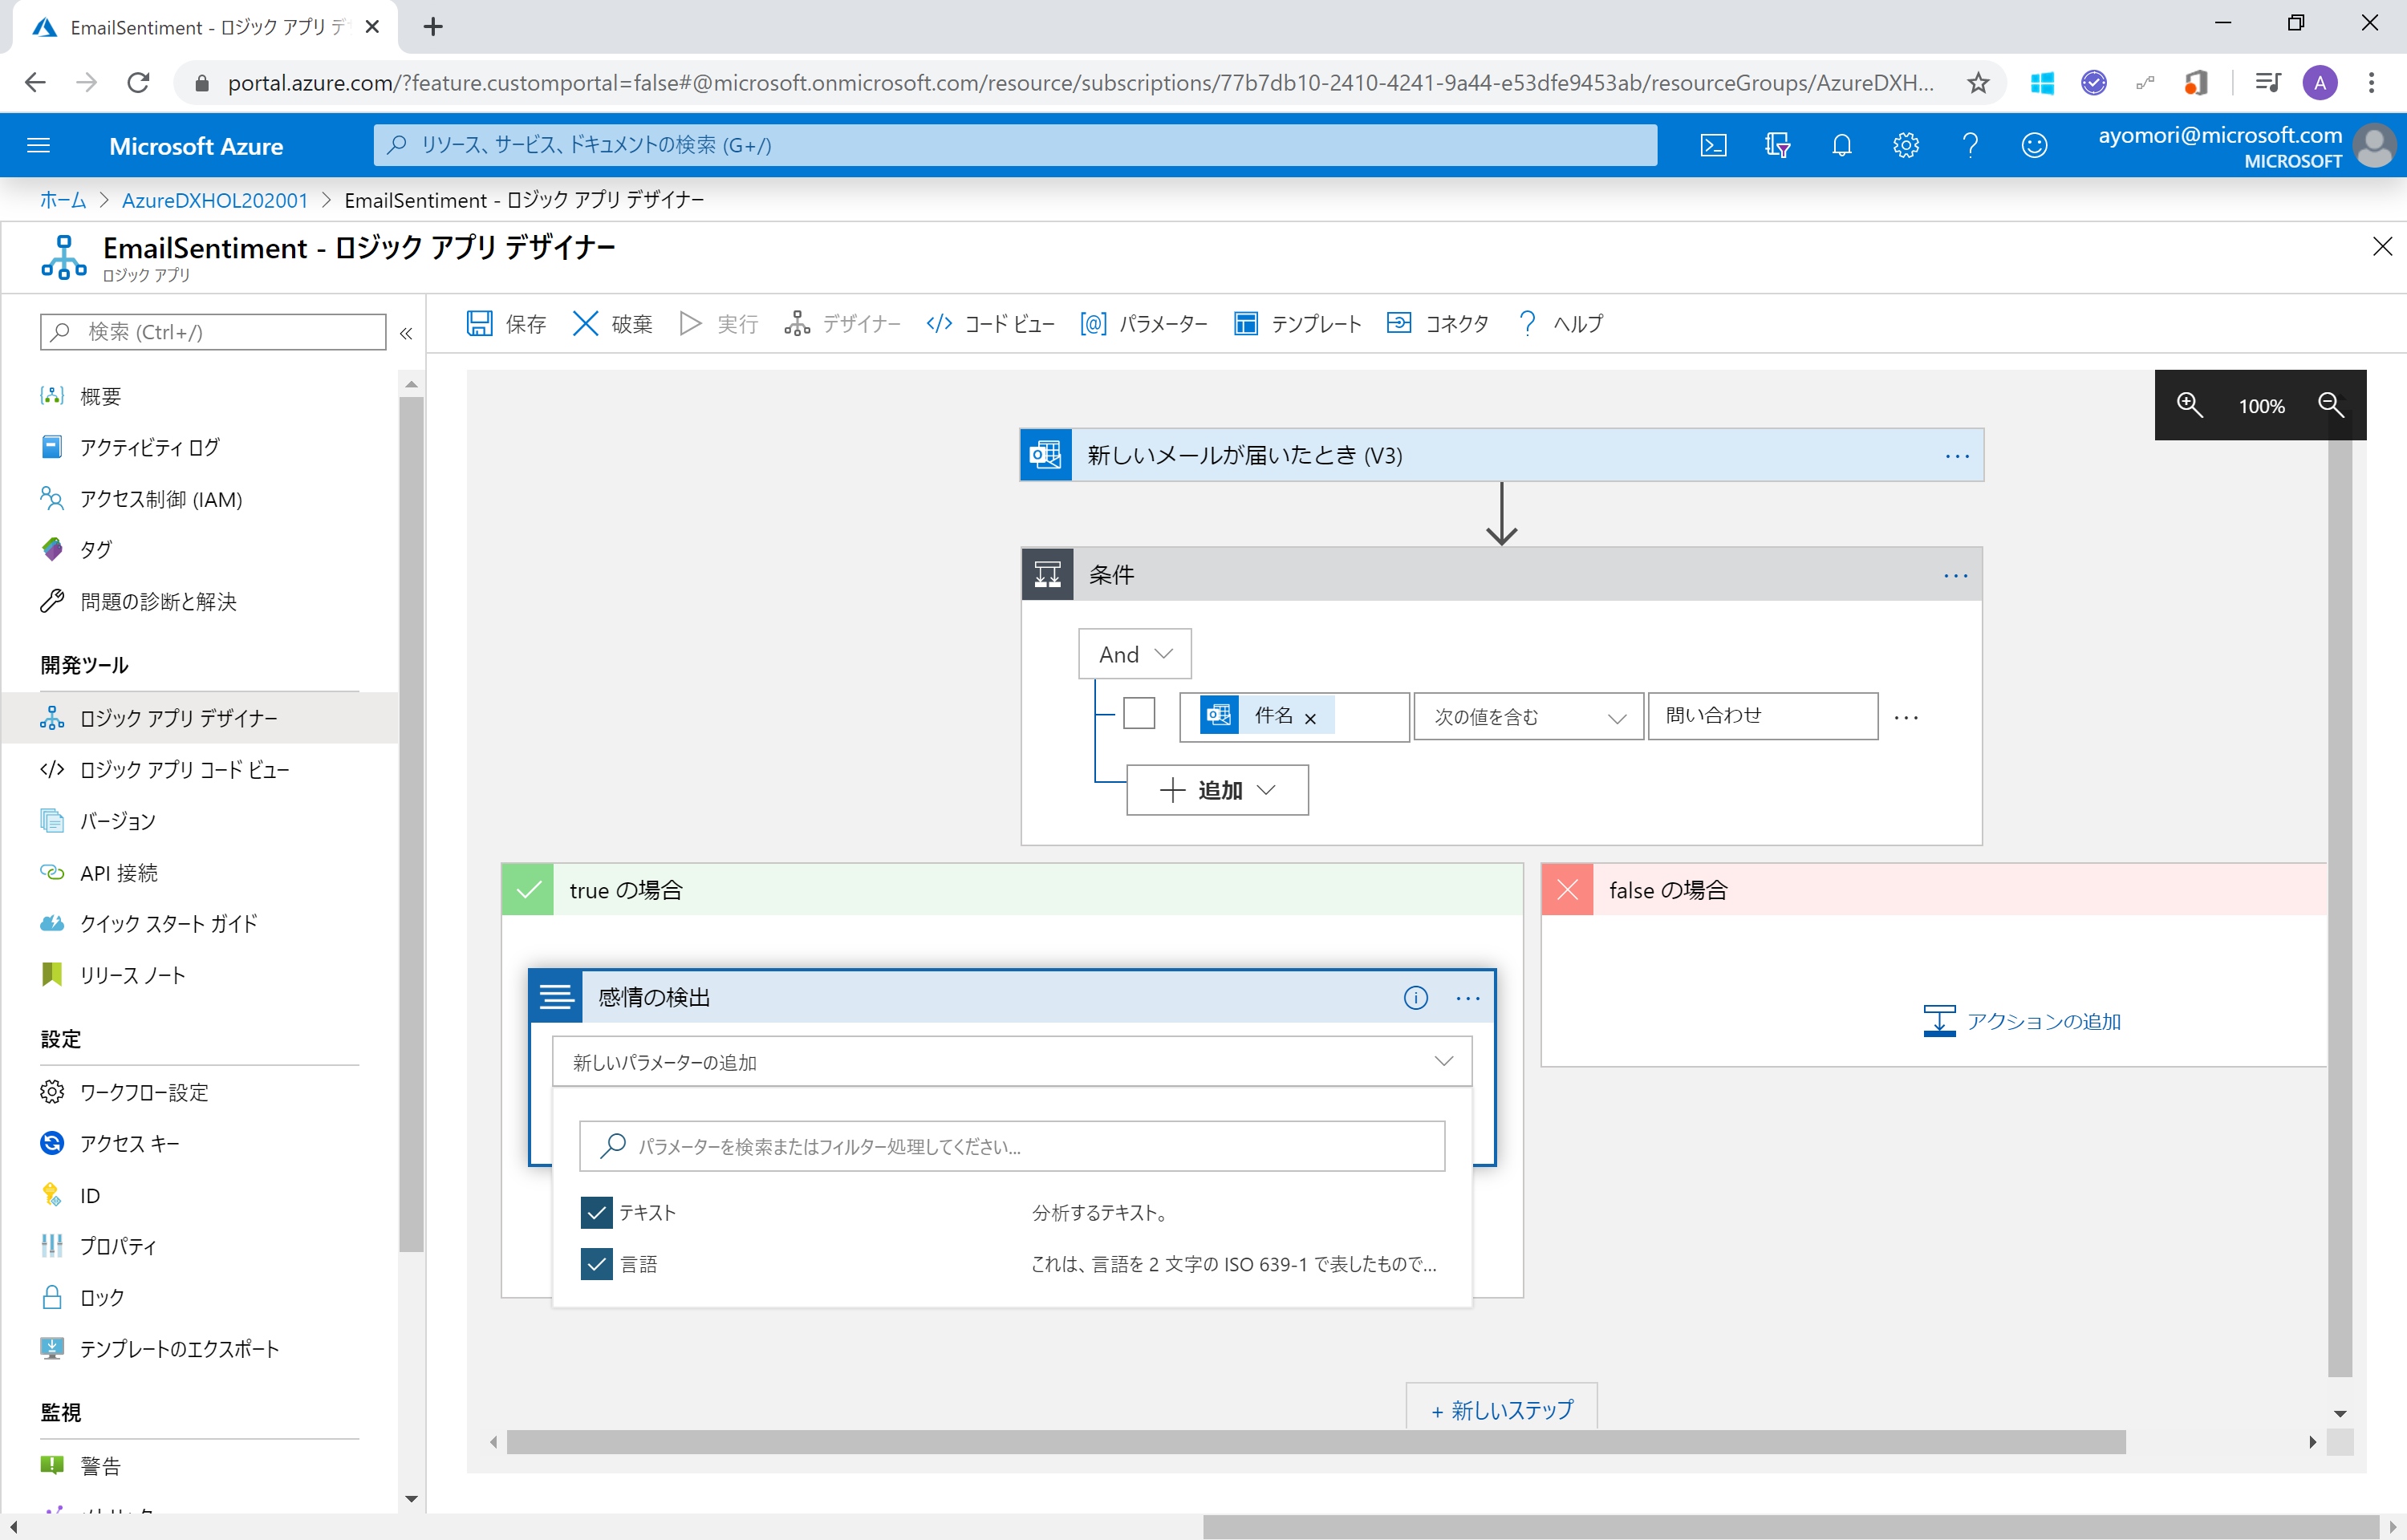 EmailSentiment - ロジック アプリ デ
portal.azure.com/?feature.customportal=false#@microsoft.onmicrosoft.com/resource/subscriptions/77b7db10-2410-4241-9a44-e53dfe9453ab/resourceGroups/AzureDXH...
A
Microsoft Azure
リソース、サービス、ドキュメントの検索 (G+/)
ayomori@microsoft.com
MICROSOFT
ホーム > AzureDXHOL202001 > EmailSentiment - ロジック アプリ デザイナー
EmailSentiment - ロジック アプリ デザイナー
ロジック アプリ
検索 (Ctrl+/)
保存 破棄 実行 デザイナー コード ビュー パラメーター テンプレート コネクタ ヘルプ
概要
アクティビティ ログ
アクセス制御 (IAM)
タグ
問題の診断と解決
開発ツール
ロジック アプリ デザイナー
ロジック アプリ コード ビュー
バージョン
API 接続
クイック スタート ガイド
リリース ノート
設定
ワークフロー設定
アクセス キー
ID
プロパティ
ロック
テンプレートのエクスポート
監視
警告
100%
新しいメールが届いたとき (V3)
条件
And
件名 × 次の値を含む 問い合わせ
追加
true の場合
感情の検出
新しいパラメーターの追加
パラメーターを検索またはフィルター処理してください...
テキスト 分析するテキスト。
言語 これは、言語を 2 文字の ISO 639-1 で表したもので...
false の場合
アクションの追加
+ 新しいステップ